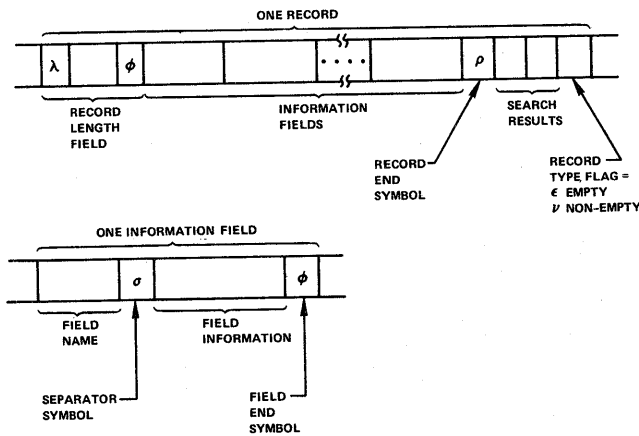 ONE RECORD
λ ϕ .... ρ
RECORD
LENGTH
FIELD
INFORMATION
FIELDS
SEARCH
RESULTS
RECORD
END
SYMBOL
RECORD
TYPE, FLAG =
ϵ EMPTY
ν NON-EMPTY
ONE INFORMATION FIELD
σ ϕ
FIELD
NAME
FIELD
INFORMATION
SEPARATOR
SYMBOL
FIELD
END
SYMBOL